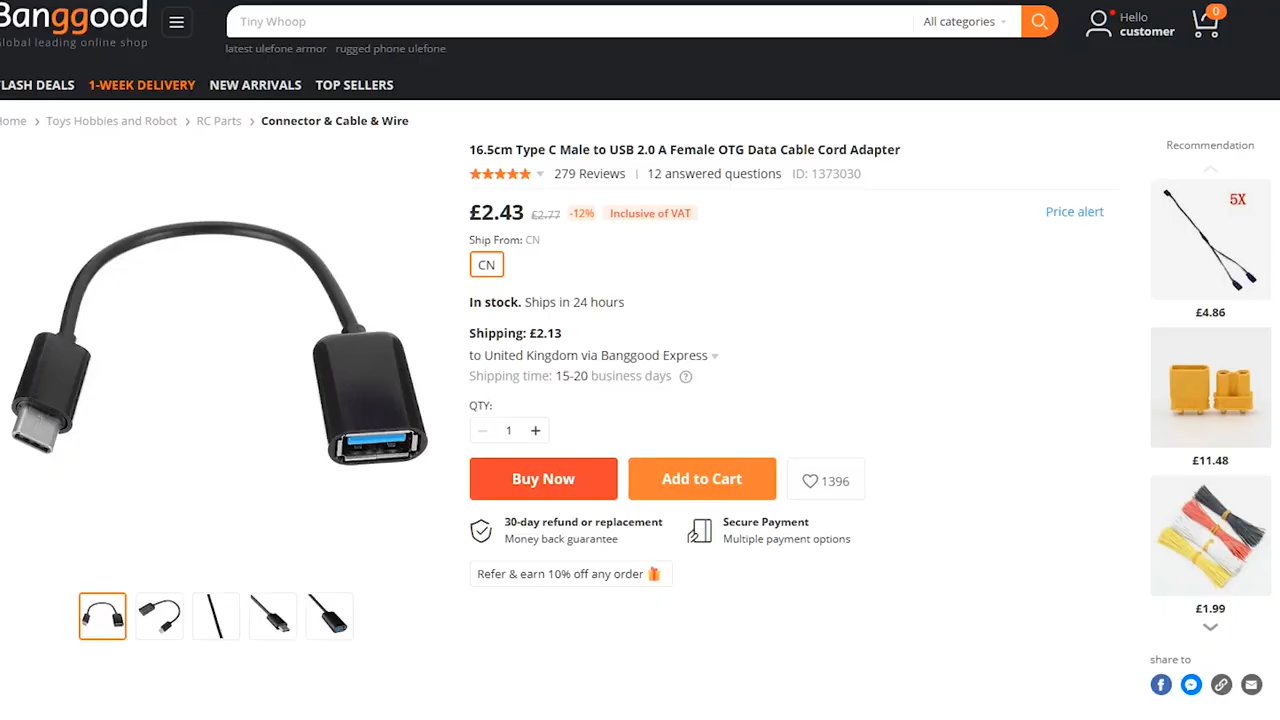 Banggood
Global leading online shop
Tiny Whoop
All categories
latest ulefone armor rugged phone ulefone
Hello
customer
0
LASH DEALS 1-WEEK DELIVERY NEW ARRIVALS TOP SELLERS
Home > Toys Hobbies and Robot > RC Parts > Connector & Cable & Wire
16.5cm Type C Male to USB 2.0 A Female OTG Data Cable Cord Adapter
279 Reviews | 12 answered questions ID: 1373030
£2.43 £2.77 -12% Inclusive of VAT
Price alert
Ship From: CN
CN
In stock. Ships in 24 hours
Shipping: £2.13
to United Kingdom via Banggood Express
Shipping time: 15-20 business days ?
QTY:
− 1 +
Buy Now
Add to Cart
1396
30-day refund or replacement
Money back guarantee
Secure Payment
Multiple payment options
Refer & earn 10% off any order
Recommendation
5X
£4.86
£11.48
£1.99
share to